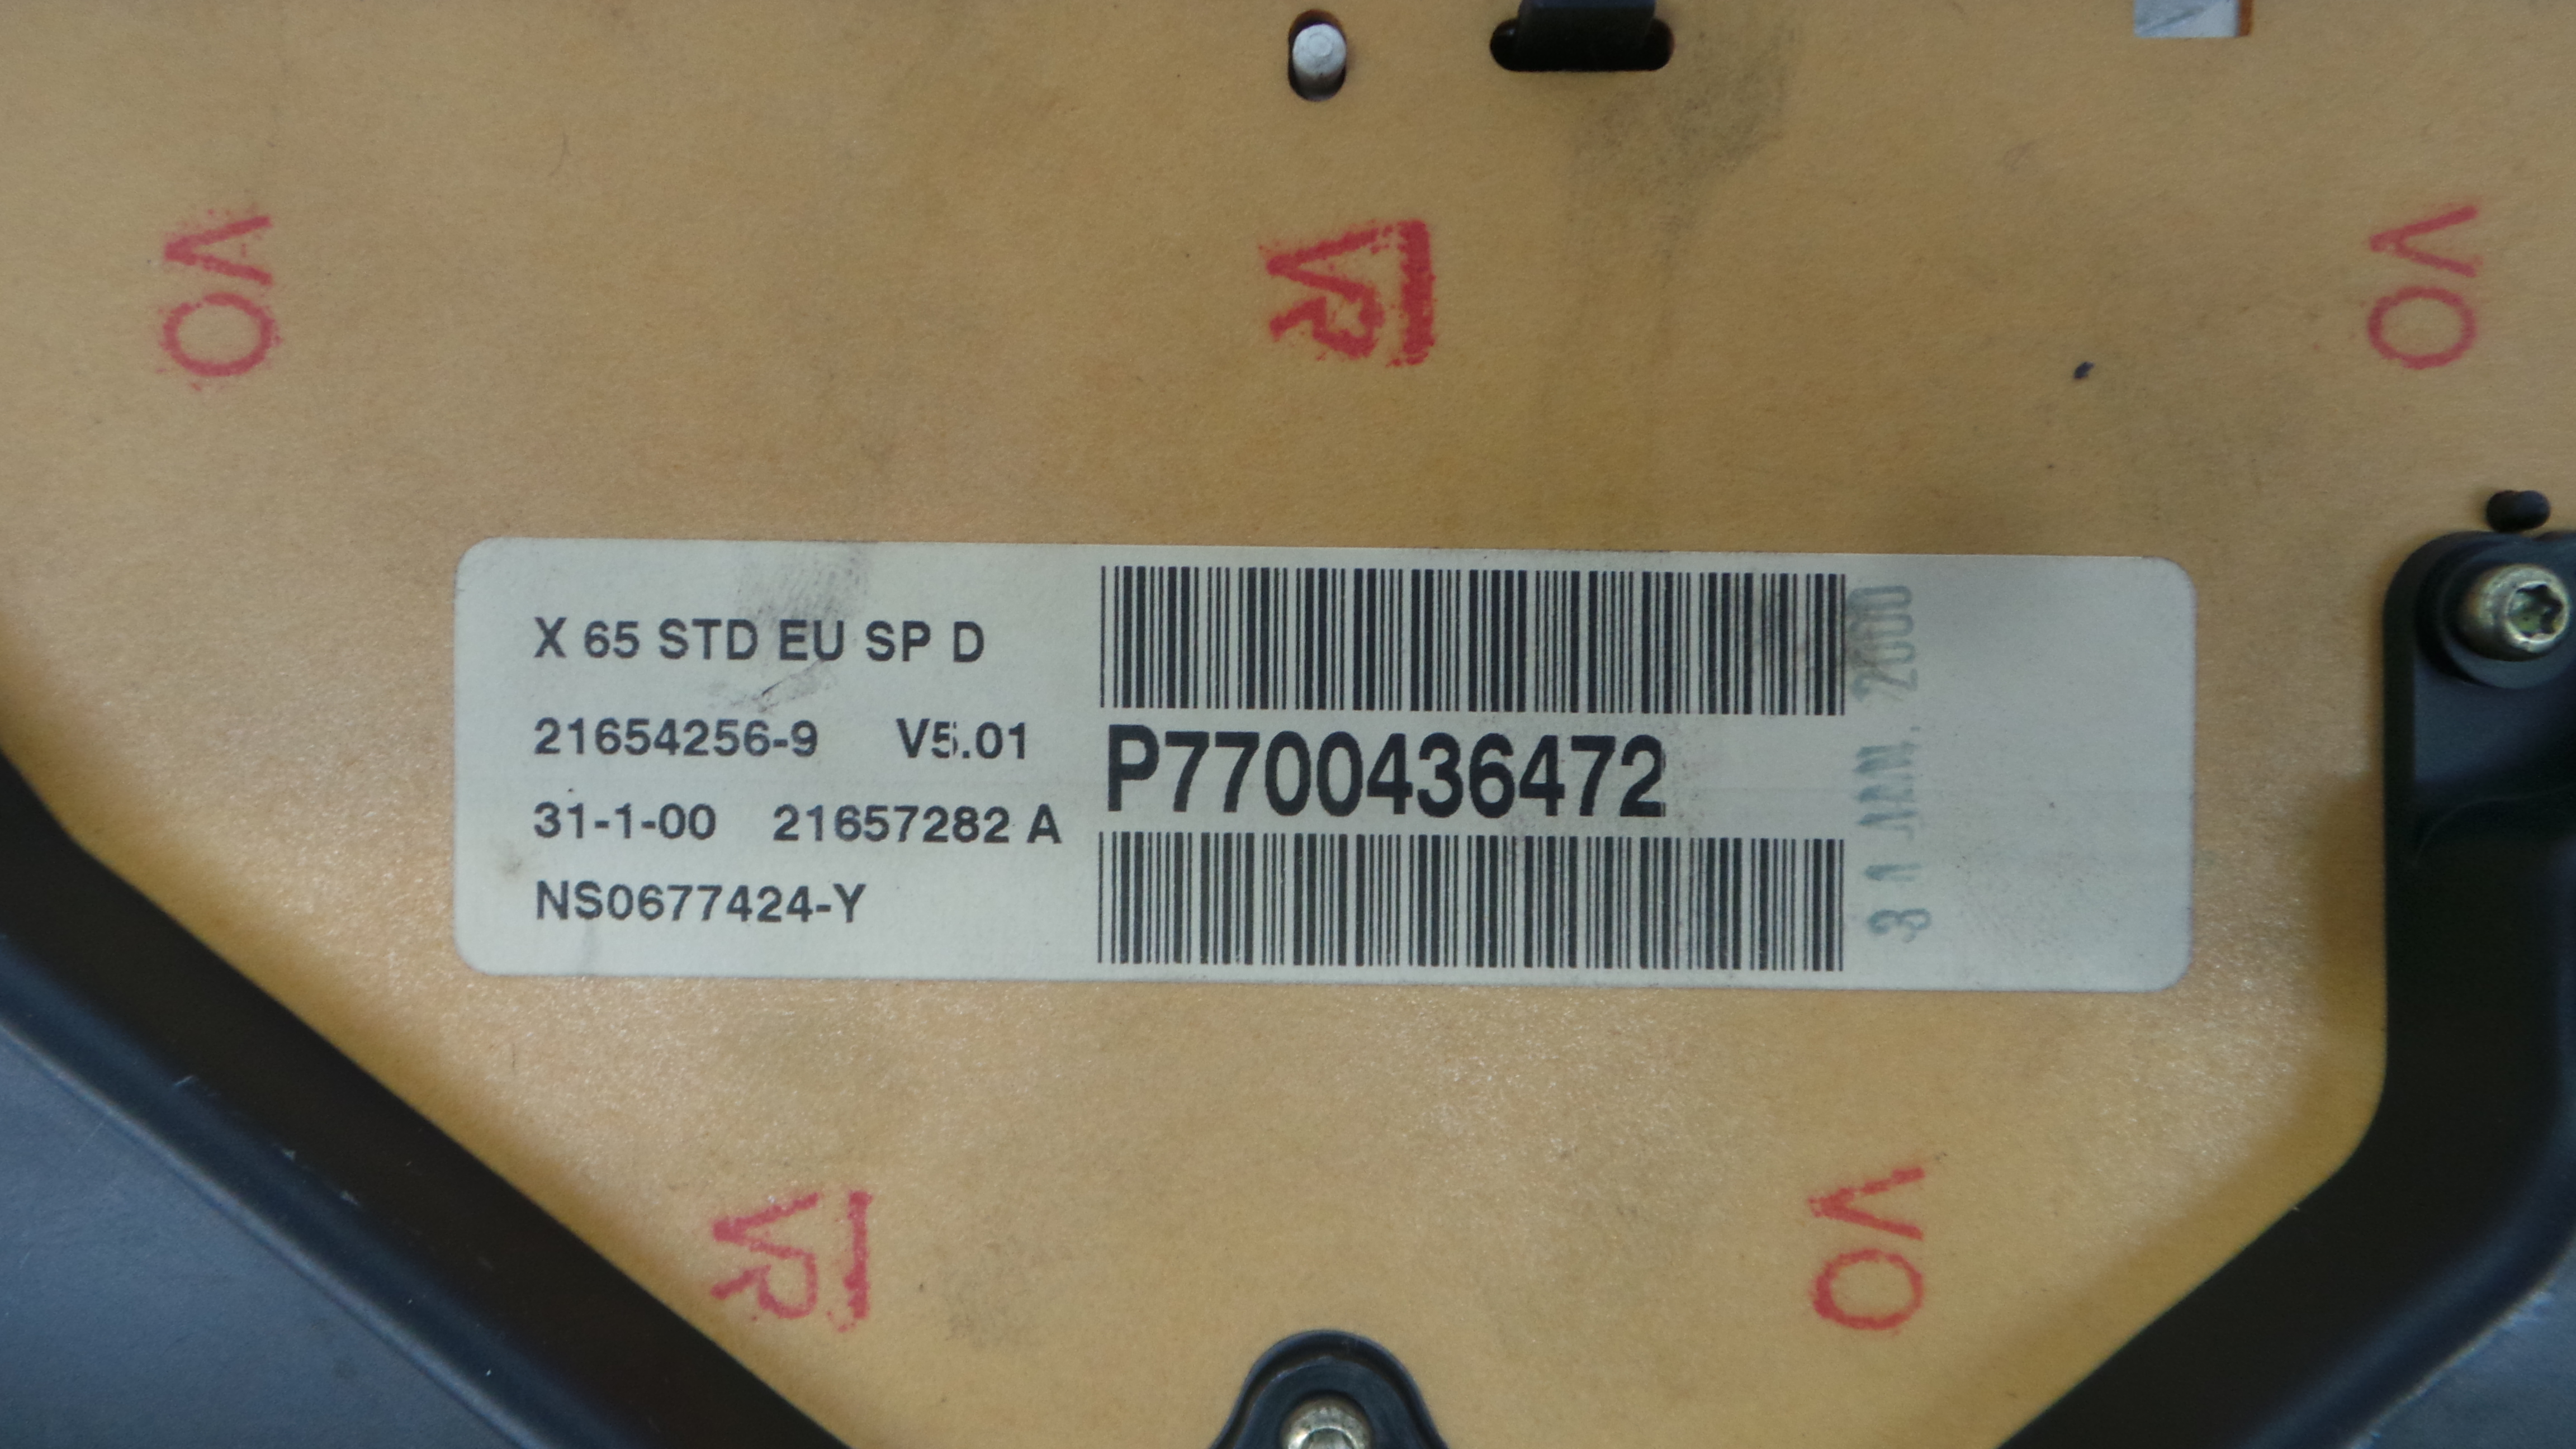 VO
VR
VO
X 65 STD EU SP D
21654256-9 V5.01
31-1-00 21657282 A
NS0677424-Y
P7700436472
31 JAN. 2000
VR
VO